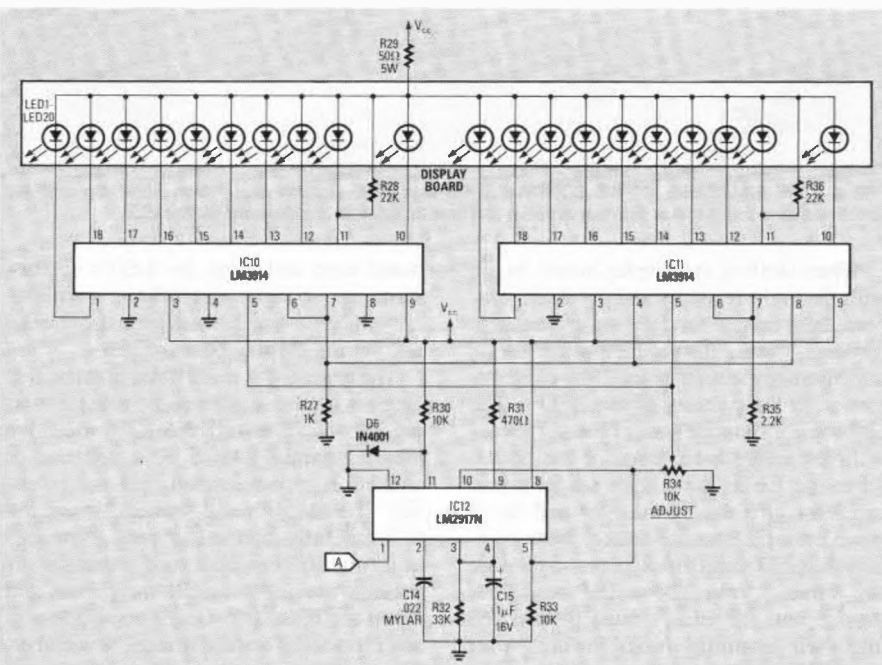 Vcc
R29
50Ω
5W
LED1-
LED20
DISPLAY
BOARD
R28
22K
R36
22K
18 17 16 15 14 13 12 11 10
IC10
LM3914
1 2 3 4 5 6 7 8 9
18 17 16 15 14 13 12 11 10
IC11
LM3914
1 2 3 4 5 6 7 8 9
Vcc
R27
1K
D6
IN4001
R30
10K
R31
470Ω
R35
2.2K
R34
10K
ADJUST
12 11 10 9 8
IC12
LM2917N
1 2 3 4 5
A
C14
.022
MYLAR
R32
33K
C15
+
1μF
16V
R33
10K